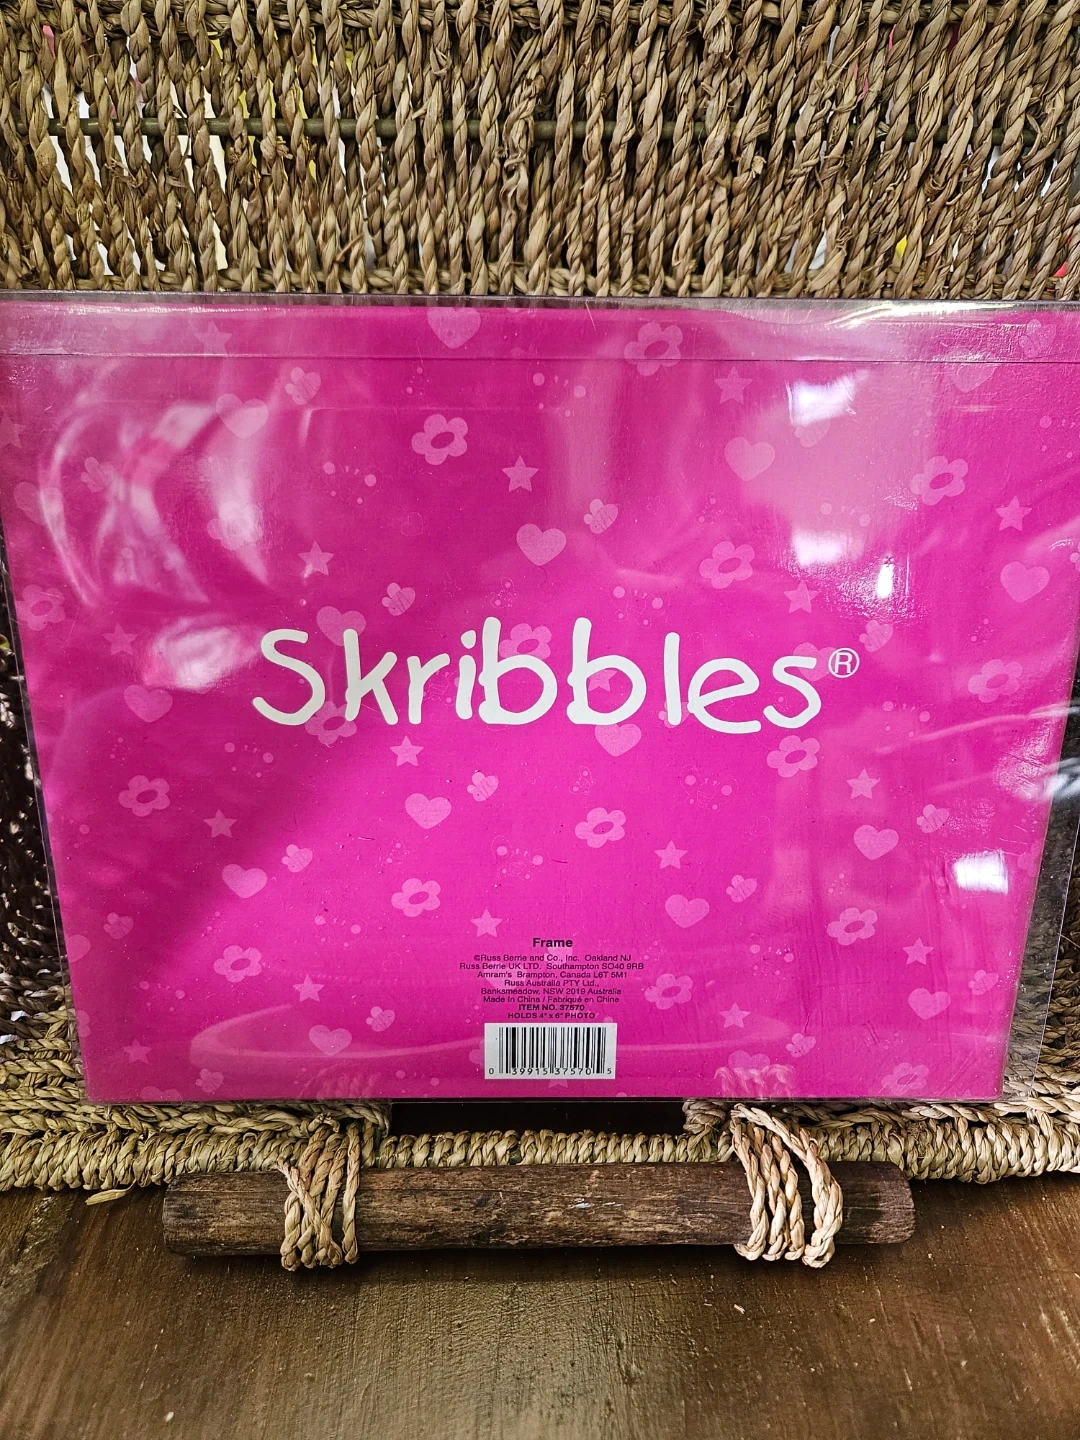 Skribbles®
Frame
©Russ Berrie and Co., Inc. Oakland NJ
Russ Berrie UK LTD. Southampton SO40 9RB
Amram's Brampton, Canada L6T 5M1
Russ Australia PTY Ltd.,
Banksmeadow, NSW 2019 Australia
Made in China / Fabriqué en China
ITEM NO. 37570
HOLDS 4" x 6" PHOTO
0 39915 37570 5